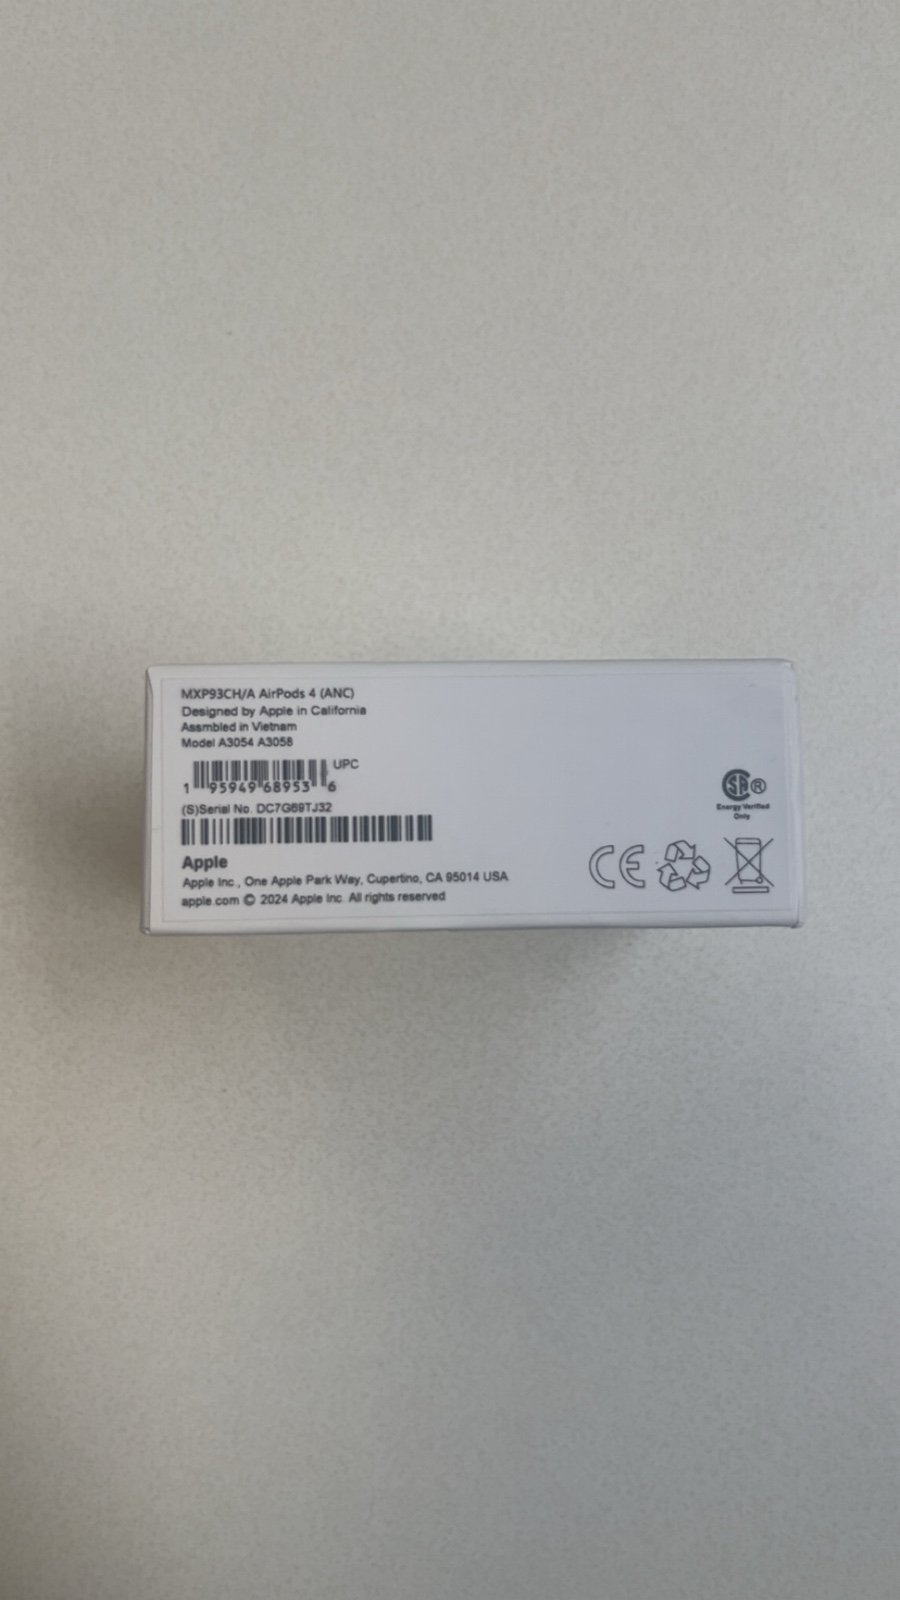 MXP93CH/A AirPods 4 (ANC)
Designed by Apple in California
Assmbled in Vietnam
Model A3054 A3058
UPC
1 95949 68953 6
(S)Serial No. DC7G69TJ32
Apple
Apple Inc., One Apple Park Way, Cupertino, CA 95014 USA
apple.com © 2024 Apple Inc. All rights reserved
SA ®
Energy Verified
Only
CE